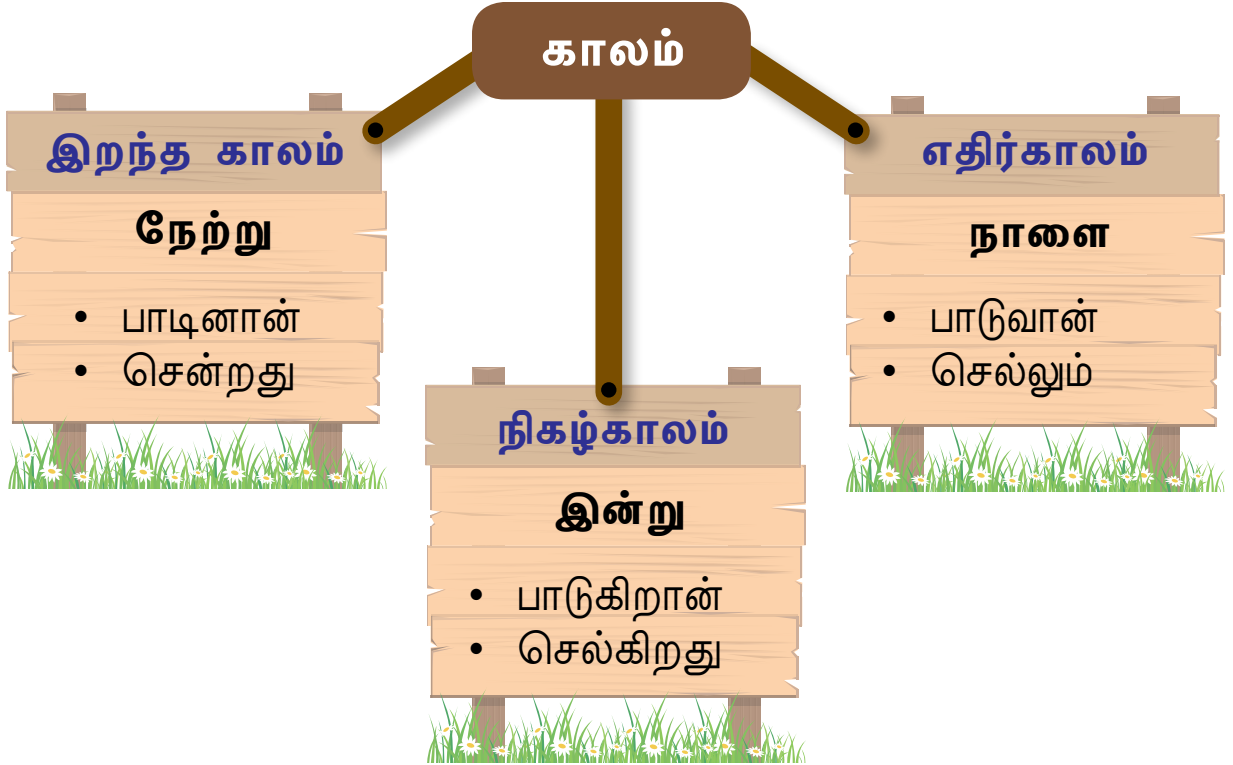 காலம்
இறந்த காலம்
நேற்று
• பாடினான்
• சென்றது
நிகழ்காலம்
இன்று
• பாடுகிறான்
• செல்கிறது
எதிர்காலம்
நாளை
• பாடுவான்
• செல்லும்